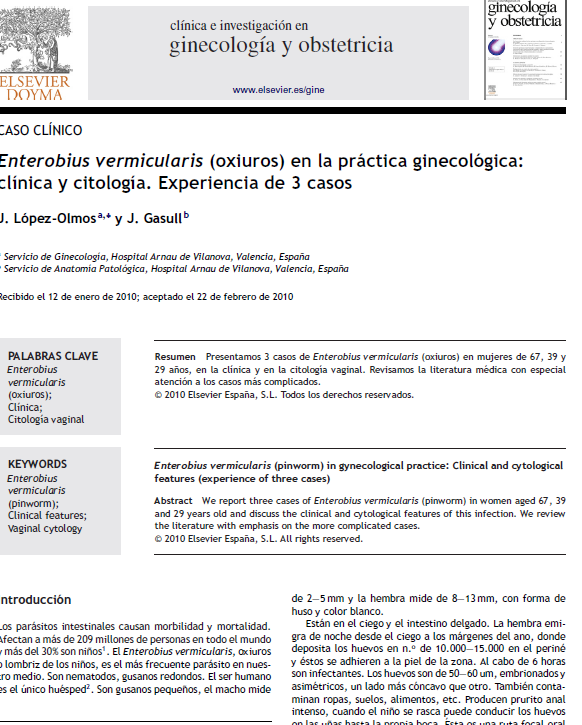 clínica e investigación en
ginecología y obstetricia
www.elsevier.es/gine
ginecología
y obstetricia
ELSEVIER
DOYMA
CASO CLÍNICO
Enterobius vermicularis (oxiuros) en la práctica ginecológica:
clínica y citología. Experiencia de 3 casos
J. López-Olmos a,* y J. Gasull b
Servicio de Ginecología, Hospital Arnau de Vilanova, Valencia, España
Servicio de Anatomía Patológica, Hospital Arnau de Vilanova, Valencia, España
Recibido el 12 de enero de 2010; aceptado el 22 de febrero de 2010
PALABRAS CLAVE
Enterobius
vermicularis
(oxiuros);
Clínica;
Citología vaginal
Resumen Presentamos 3 casos de Enterobius vermicularis (oxiuros) en mujeres de 67, 39 y
29 años, en la clínica y en la citología vaginal. Revisamos la literatura médica con especial
atención a los casos más complicados.
© 2010 Elsevier España, S.L. Todos los derechos reservados.
KEYWORDS
Enterobius
vermicularis
(pinworm);
Clinical features;
Vaginal cytology
Enterobius vermicularis (pinworm) in gynecological practice: Clinical and cytological
features (experience of three cases)
Abstract We report three cases of Enterobius vermicularis (pinworm) in women aged 67, 39
and 29 years old and discuss the clinical and cytological features of this infection. We review
the literature with emphasis on the more complicated cases.
© 2010 Elsevier España, S.L. All rights reserved.
Introducción
Los parásitos intestinales causan morbilidad y mortalidad.
Afectan a más de 209 millones de personas en todo el mundo
y más del 30% son niños1. El Enterobius vermicularis, oxiuros
o lombriz de los niños, es el más frecuente parásito en nues-
tro medio. Son nematodos, gusanos redondos. El ser humano
es el único huésped2. Son gusanos pequeños, el macho mide
de 2–5 mm y la hembra mide de 8–13 mm, con forma de
huso y color blanco.
Están en el ciego y el intestino delgado. La hembra emi-
gra de noche desde el ciego a los márgenes del ano, donde
deposita los huevos en n.º de 10.000–15.000 en el periné
y éstos se adhieren a la piel de la zona. Al cabo de 6 horas
son infectantes. Los huevos son de 50–60 um, embrionados y
asimétricos, un lado más cóncavo que otro. También conta-
minan ropas, suelos, alimentos, etc. Producen prurito anal
intenso, cuando el niño se rasca puede conducir los huevos
en las uñas hasta la propia boca. Ésta es una ruta fecal oral